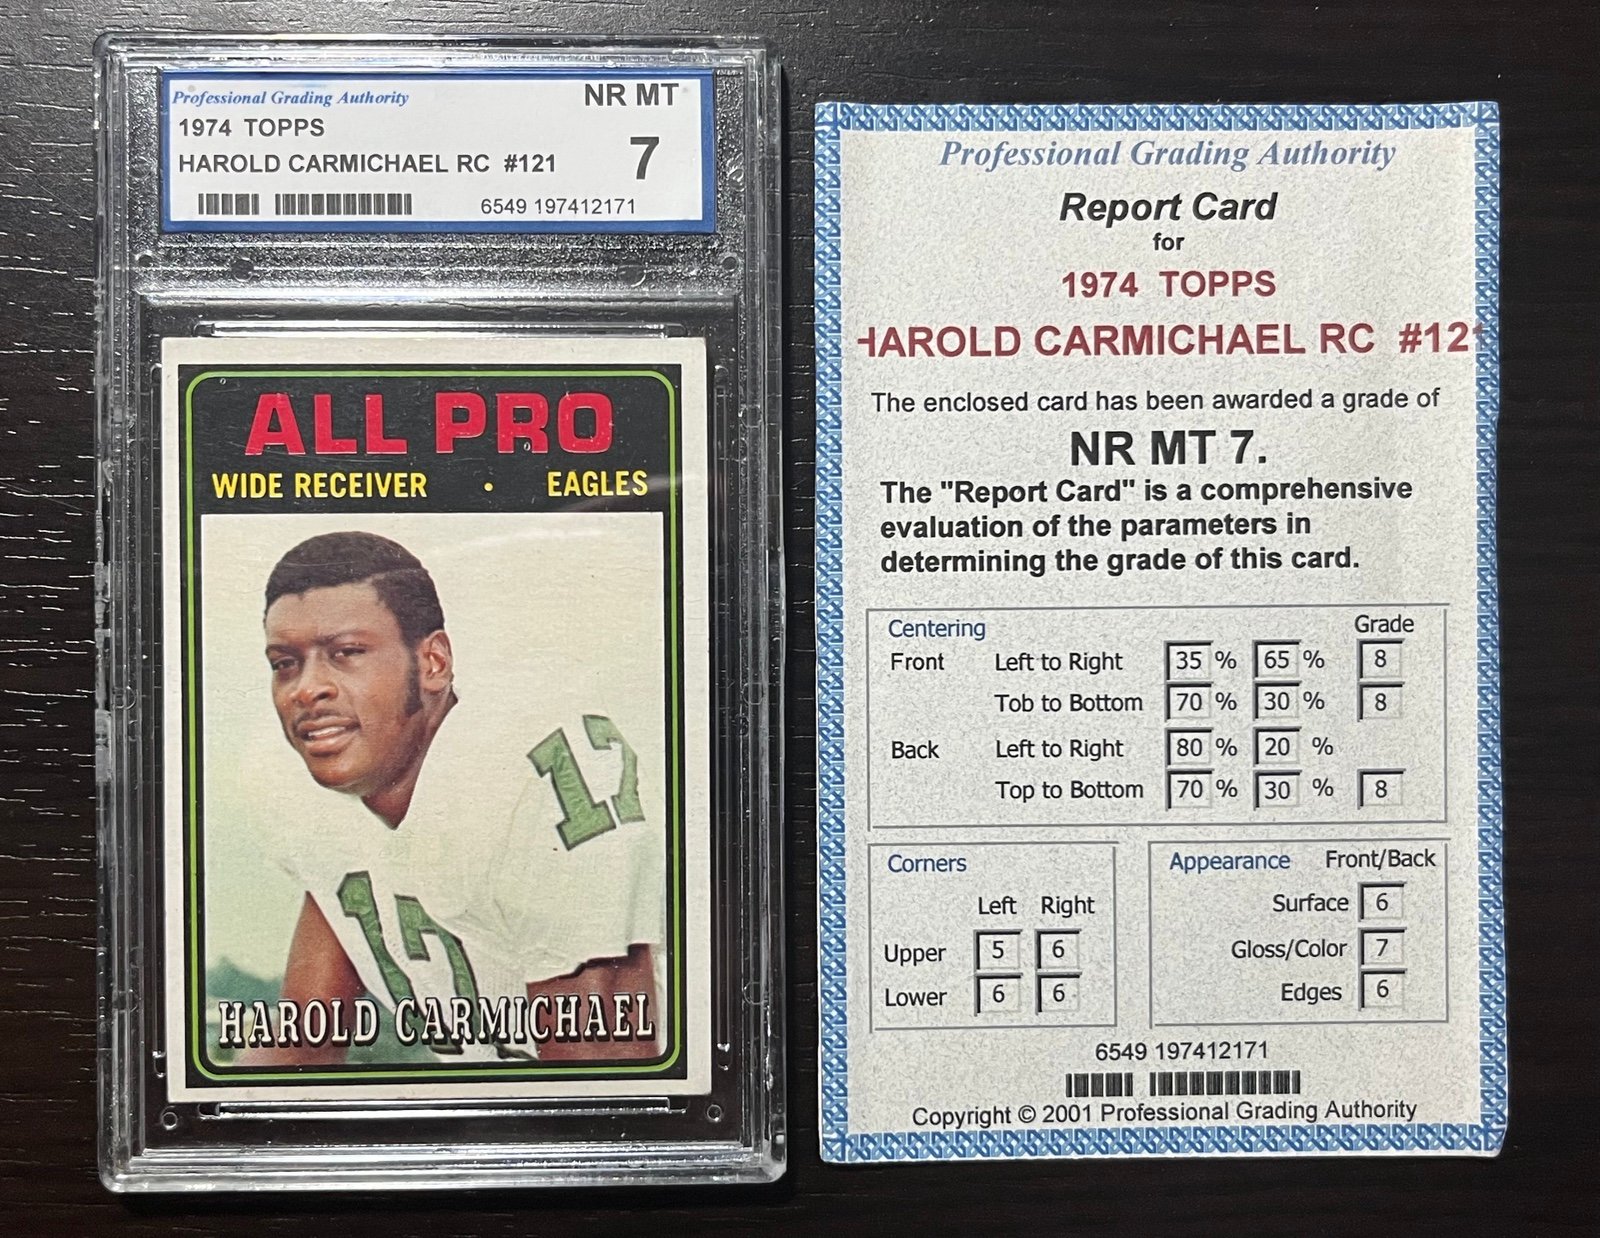 Professional Grading Authority NR MT
1974 TOPPS
HAROLD CARMICHAEL RC #121 7
6549 197412171
ALL PRO
WIDE RECEIVER • EAGLES
12
12
HAROLD CARMICHAEL
Professional Grading Authority
Report Card
for
1974 TOPPS
HAROLD CARMICHAEL RC #121
The enclosed card has been awarded a grade of
NR MT 7.
The "Report Card" is a comprehensive
evaluation of the parameters in
determining the grade of this card.
Centering Grade
Front Left to Right 35 % 65 % 8
Tob to Bottom 70 % 30 % 8
Back Left to Right 80 % 20 %
Top to Bottom 70 % 30 % 8
Corners
Left Right
Upper 5 6
Lower 6 6
Appearance Front/Back
Surface 6
Gloss/Color 7
Edges 6
6549 197412171
Copyright © 2001 Professional Grading Authority